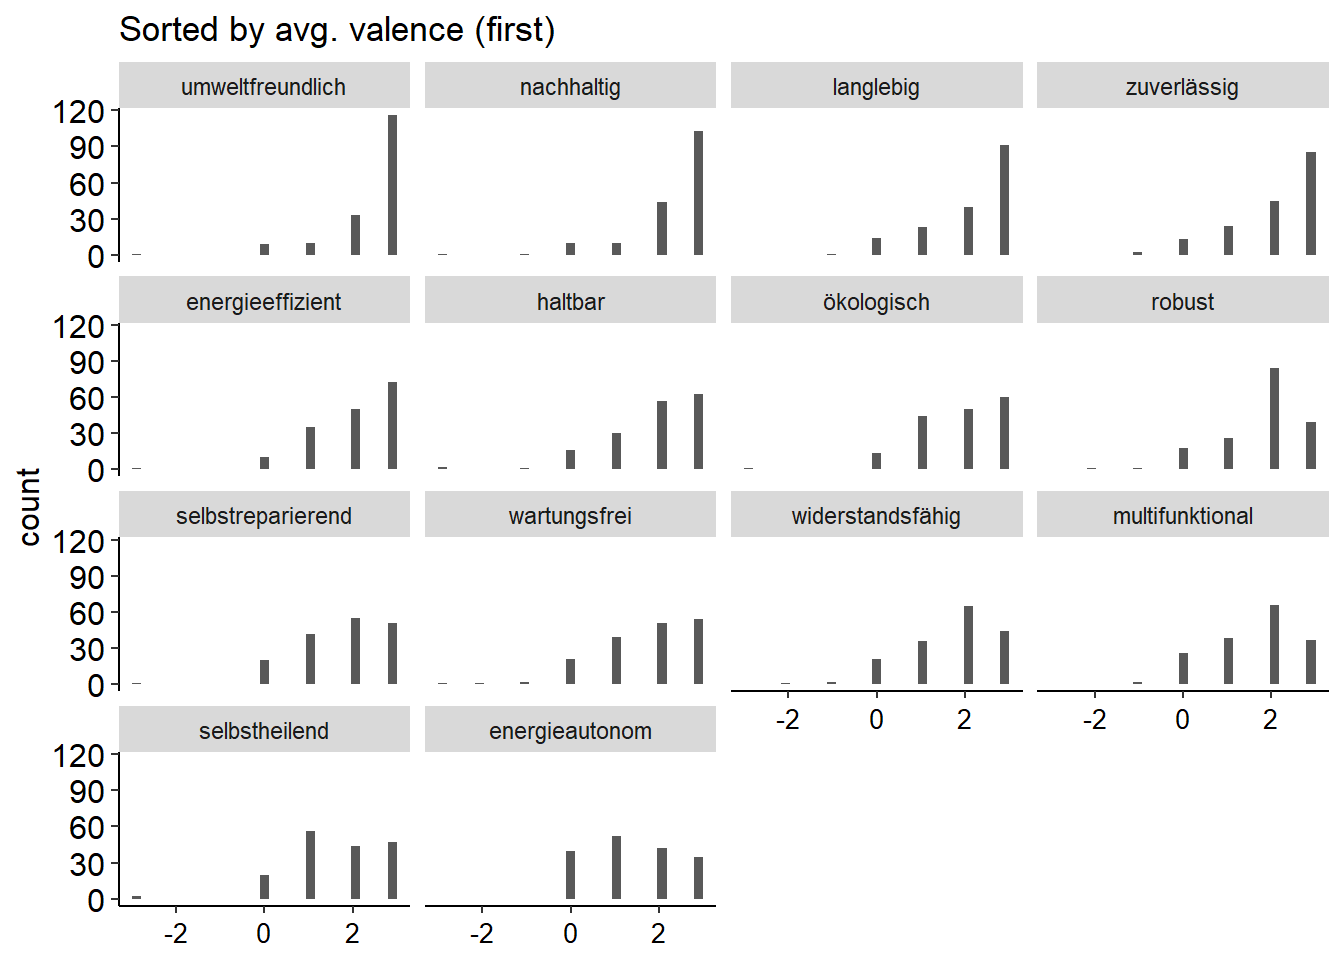 Sorted by avg. valence (first)
umweltfreundlich nachhaltig langlebig zuverlässig
120
90
60
30
0
energieeffizient haltbar ökologisch robust
120
90
60
30
0
count
selbstreparierend wartungsfrei widerstandsfähig multifunktional
120
90
60
30
0
-2 0 2 -2 0 2
selbstheilend energieautonom
120
90
60
30
0
-2 0 2 -2 0 2